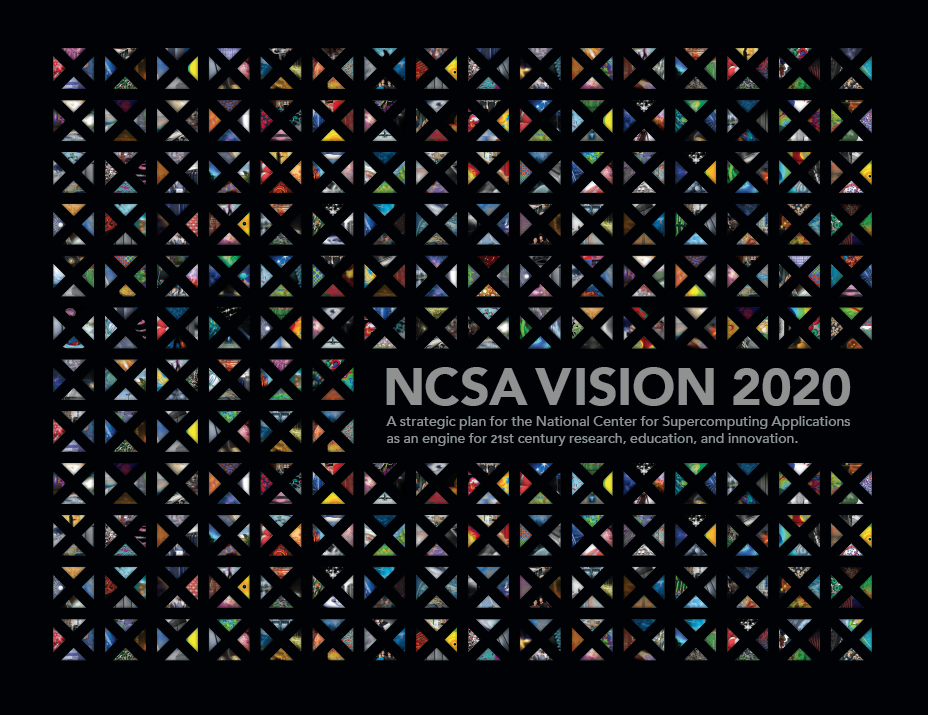 NCSA VISION 2020
A strategic plan for the National Center for Supercomputing Applications
as an engine for 21st century research, education, and innovation.